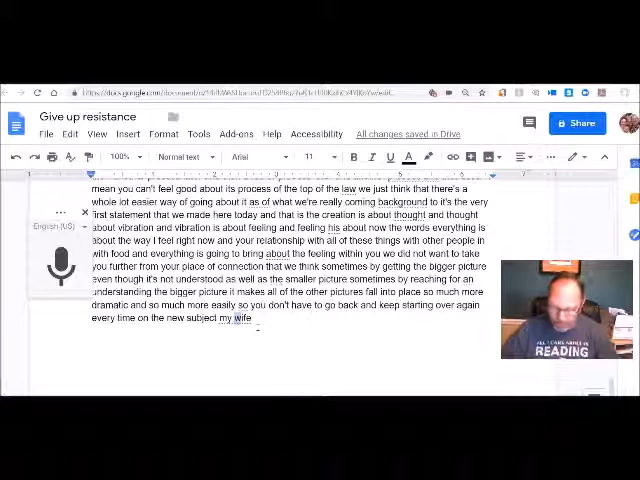 Give up resistance
File Edit View Insert Format Tools Add-ons Help Accessibility All changes saved in Drive
Share
100% Normal text Arial 11
mean you can't feel good about its process of the top of the law we just think that there's a
whole lot easier way of going about it as of what we're really coming background to it's the very
first statement that we made here today and that is the creation is about thought and thought
about vibration and vibration is about feeling and feeling his about now the words everything is
about the way I feel right now and your relationship with all of these things with other people in
with food and everything is going to bring about the feeling within you we did not want to take
you further from your place of connection that we think sometimes by getting the bigger picture
even though it's not understood as well as the smaller picture sometimes by reaching for an
understanding the bigger picture it makes all of the other pictures fall into place so much more
dramatic and so much more easily so you don't have to go back and keep starting over again
every time on the new subject my wife
English (US)
ALL I CARE ABOUT IS
READING